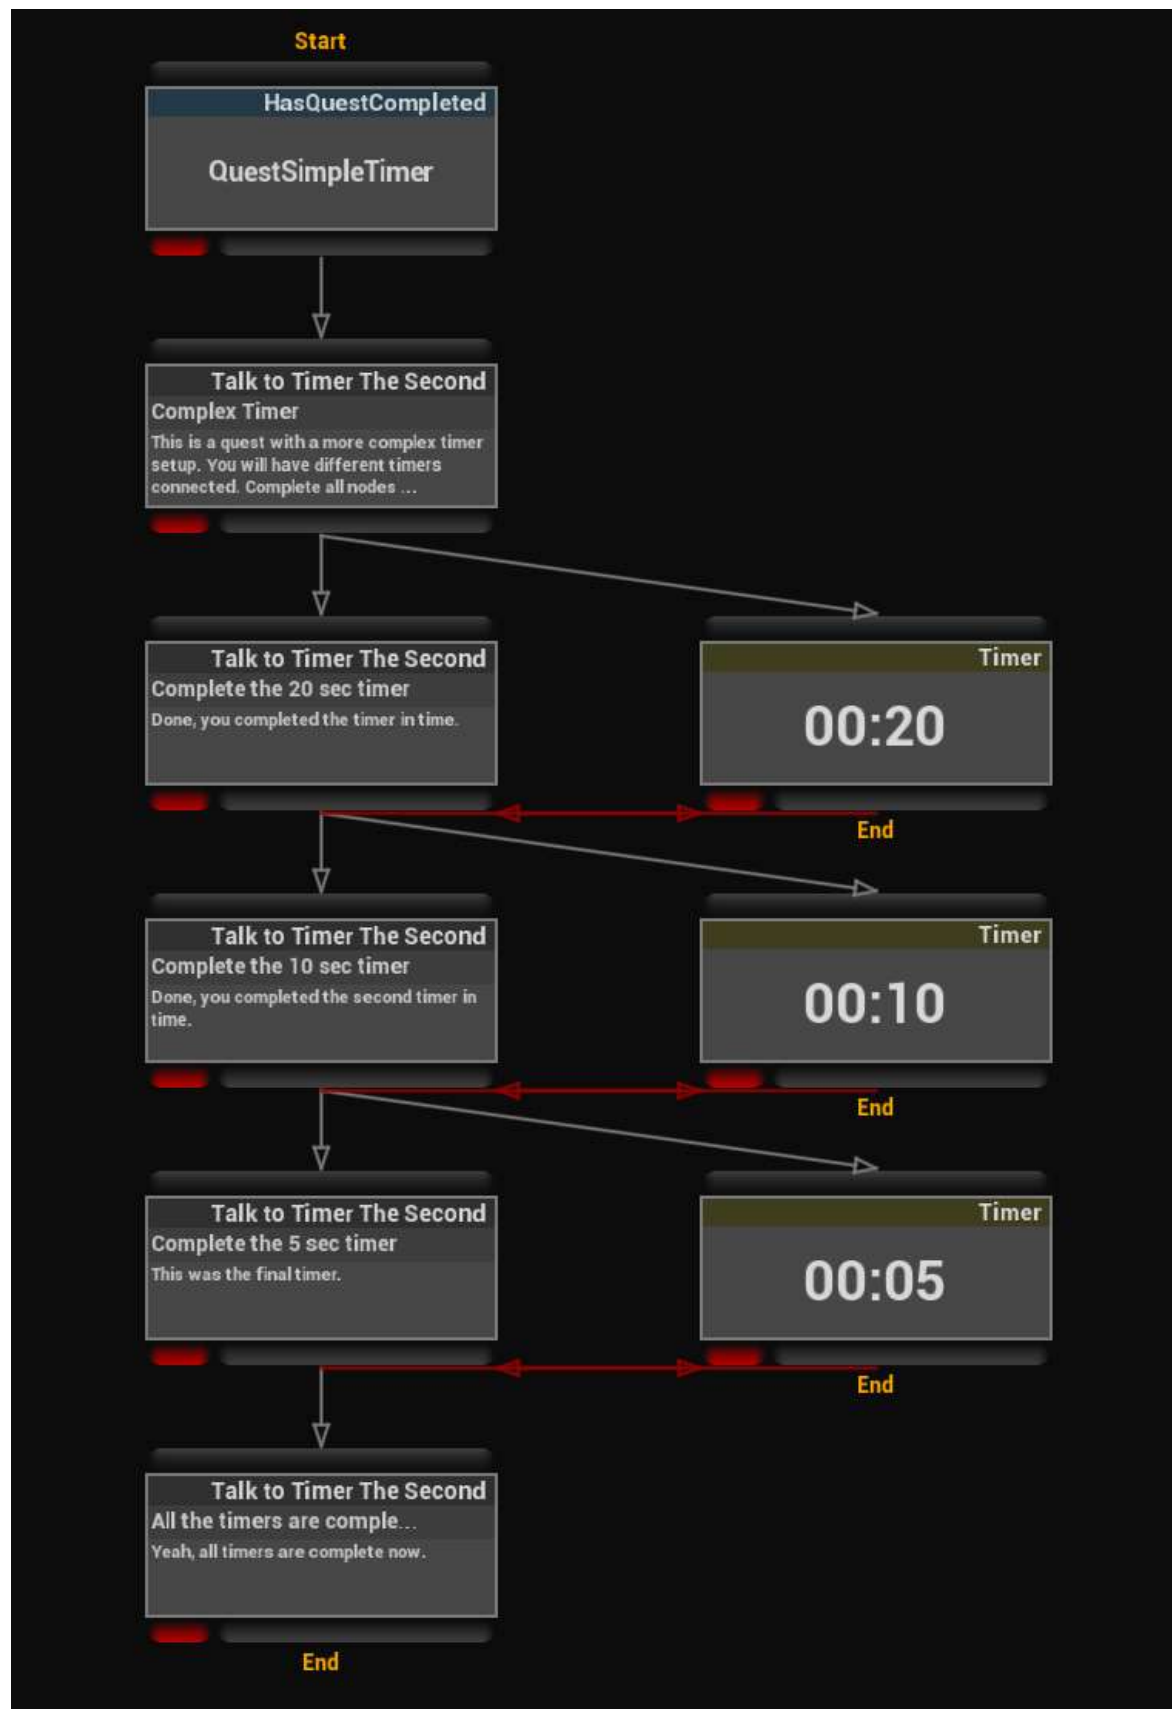 Start
HasQuestCompleted
QuestSimpleTimer
Talk to Timer The Second
Complex Timer
This is a quest with a more complex timer
setup. You will have different timers
connected. Complete all nodes ...
Talk to Timer The Second
Complete the 20 sec timer
Done, you completed the timer in time.
Timer
00:20
End
Talk to Timer The Second
Complete the 10 sec timer
Done, you completed the second timer in
time.
Timer
00:10
End
Talk to Timer The Second
Complete the 5 sec timer
This was the final timer.
Timer
00:05
End
Talk to Timer The Second
All the timers are comple...
Yeah, all timers are complete now.
End